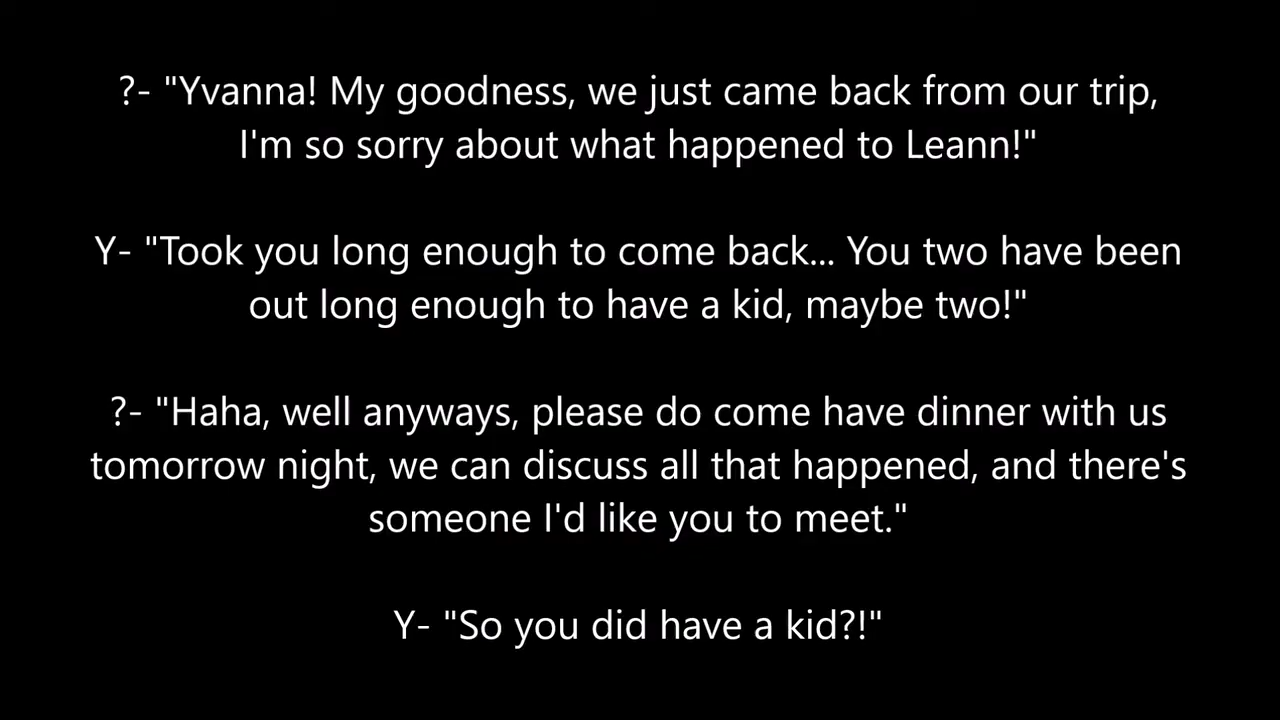 ?- "Yvanna! My goodness, we just came back from our trip,
I'm so sorry about what happened to Leann!"
Y- "Took you long enough to come back... You two have been
out long enough to have a kid, maybe two!"
?- "Haha, well anyways, please do come have dinner with us
tomorrow night, we can discuss all that happened, and there's
someone I'd like you to meet."
Y- "So you did have a kid?!"